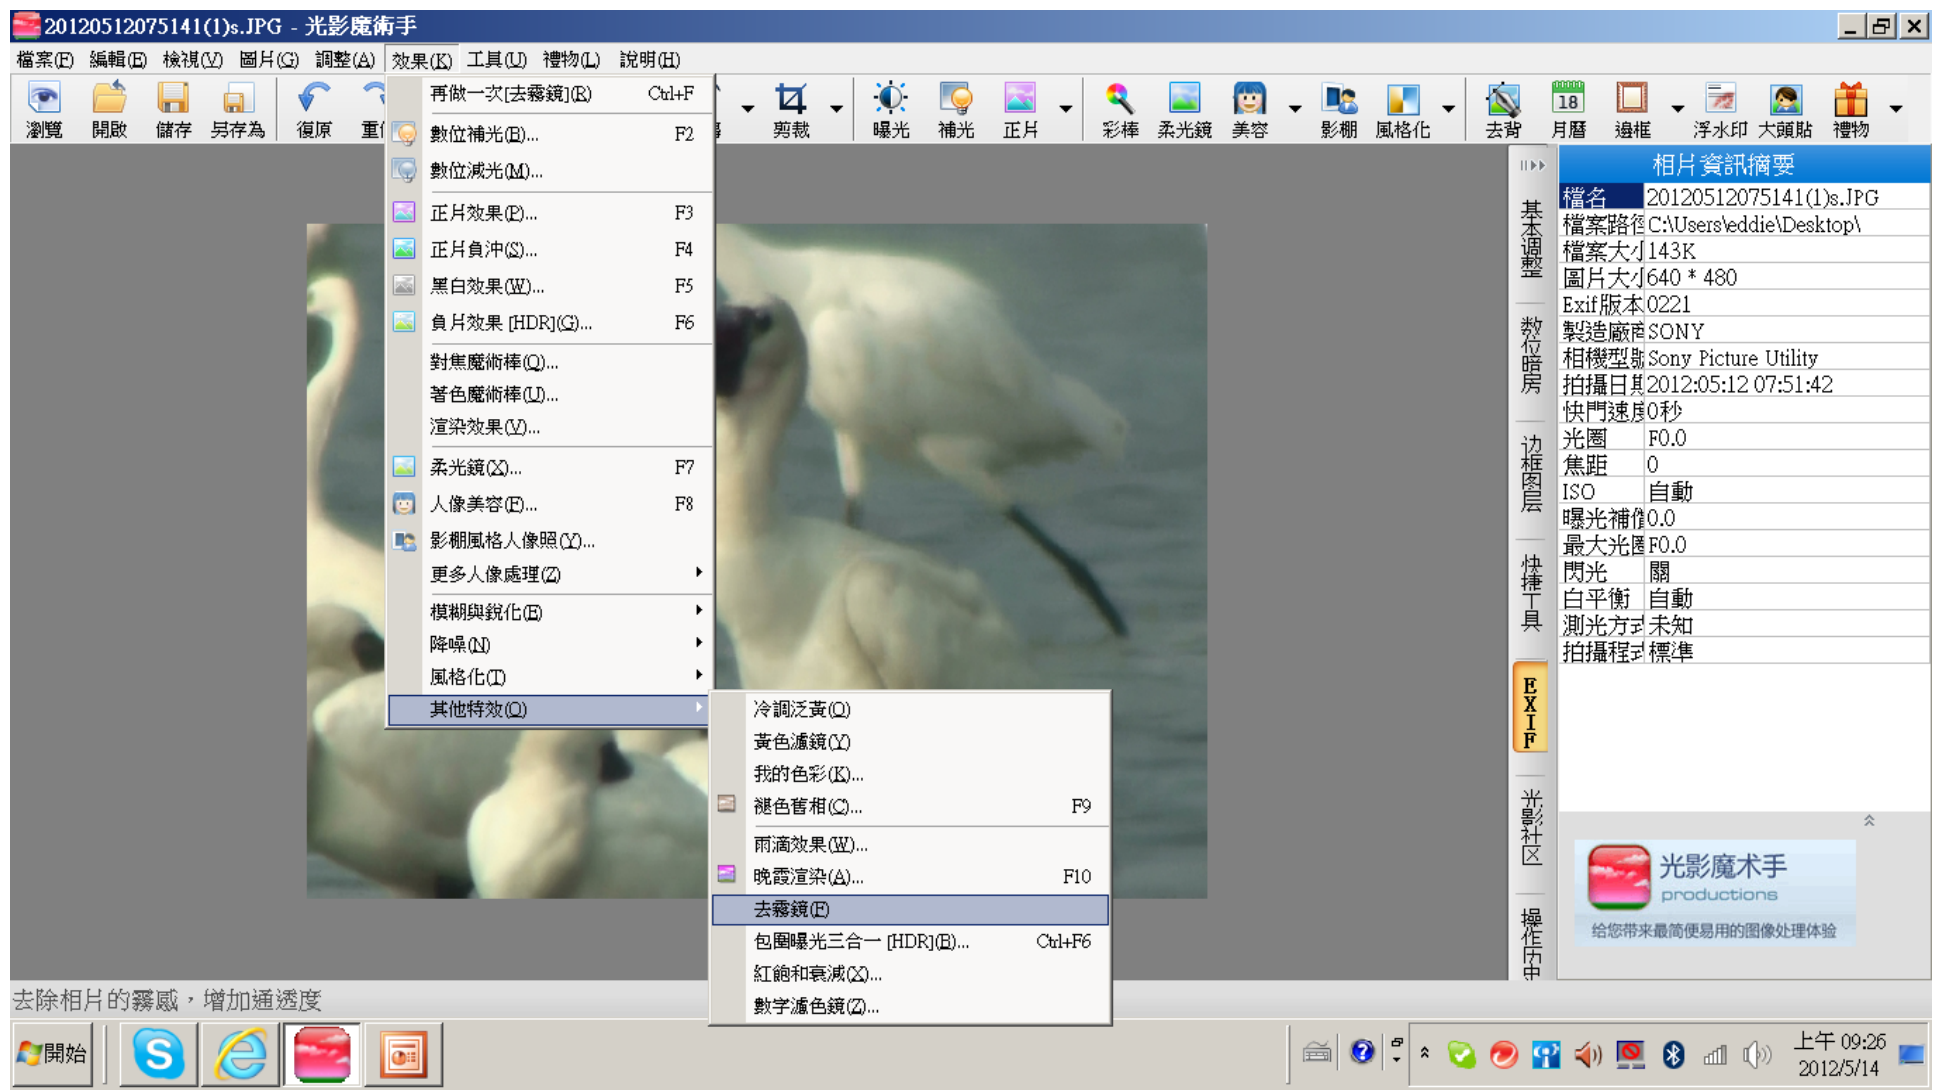 20120512075141(1)s.JPG - 光影魔術手
檔案(F) 編輯(E) 檢視(V) 圖片(G) 調整(A) 效果(K) 工具(U) 禮物(L) 說明(H)
瀏覽 開啟 儲存 另存為 復原 剪裁 曝光 補光 正片 彩棒 柔光鏡 美容 影棚 風格化 去背 月曆 邊框 浮水印 大頭貼 禮物
18
再做一次[去霧鏡](R) Ctrl+F
數位補光(B)... F2
數位減光(M)...
正片效果(P)... F3
正片負沖(S)... F4
黑白效果(W)... F5
負片效果 [HDR](G)... F6
對焦魔術棒(Q)...
著色魔術棒(U)...
渲染效果(V)...
柔光鏡(X)... F7
人像美容(F)... F8
影棚風格人像照(Y)...
更多人像處理(Z)
模糊與銳化(E)
降噪(N)
風格化(T)
其他特效(O)
冷調泛黃(O)
黃色濾鏡(Y)
我的色彩(K)...
褪色舊相(C)... F9
雨滴效果(W)...
晚霞渲染(A)... F10
去霧鏡(F)
包圍曝光三合一 [HDR](B)... Ctrl+F6
紅飽和衰減(X)...
數字濾色鏡(Z)...
基本调整
数位暗房
边框图层
快捷工具
EXIF
光影社区
操作历史
相片資訊摘要
檔名 20120512075141(1)s.JPG
檔案路徑 C:\Users\eddie\Desktop\
檔案大小 143K
圖片大小 640 * 480
Exif版本 0221
製造廠商 SONY
相機型號 Sony Picture Utility
拍攝日期 2012:05:12 07:51:42
快門速度 0秒
光圈 F0.0
焦距 0
ISO 自動
曝光補償 0.0
最大光圈 F0.0
閃光 關
白平衡 自動
測光方式 未知
拍攝程式 標準
光影魔术手
productions
给您带来最简便易用的图像处理体验
去除相片的霧感，增加通透度
開始
上午 09:26
2012/5/14